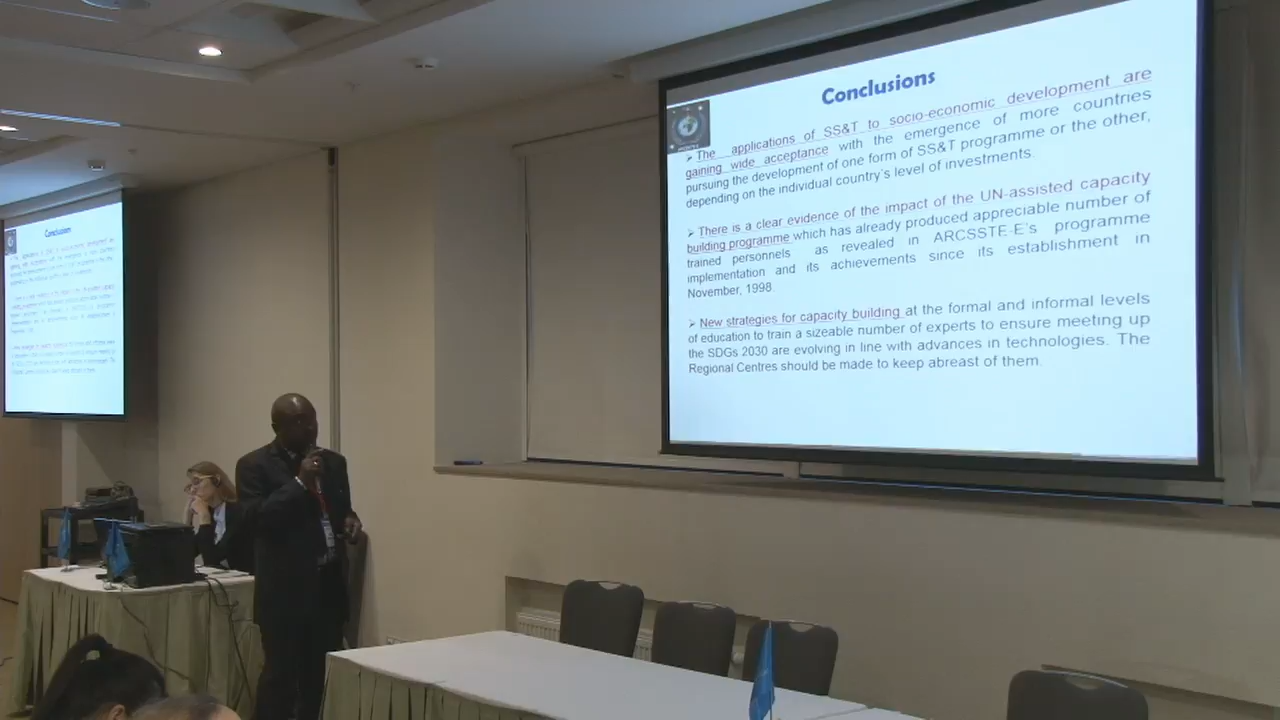 Conclusions
➢ The applications of SS&T to socio-economic development are
gaining wide acceptance with the emergence of more countries
pursuing the development of one form of SS&T programme or the other,
depending on the individual country's level of investments.
➢ There is a clear evidence of the impact of the UN-assisted capacity
building programme which has already produced appreciable number of
trained personnels as revealed in ARCSSTE-E's programme
implementation and its achievements since its establishment in
November, 1998
➢ New strategies for capacity building at the formal and informal levels
of education to train a sizeable number of experts to ensure meeting up
the SDGs 2030 are evolving in line with advances in technologies. The
Regional Centres should be made to keep abreast of them.
Conclusions